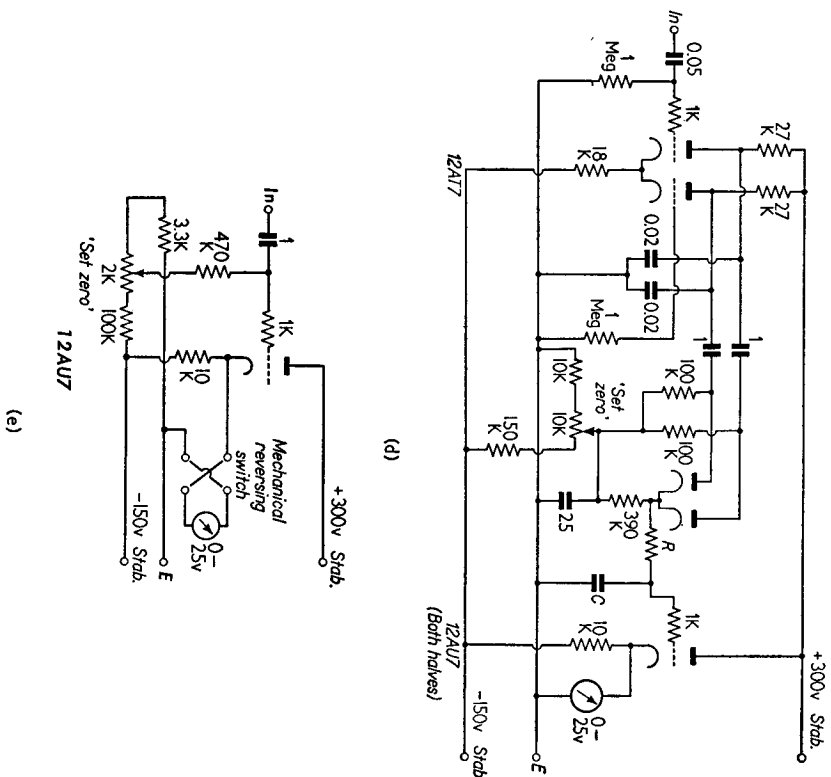 +300v Stab.
27
K
27
K
In
0.05
1K
1
Meg
18
K
12AT7
0.02
0.02
1
Meg
1
1
100
K
100
K
'Set
zero'
10K
10K
150
K
25
390
K
R
C
1K
10
K
0–
25v
12AU7
(Both halves)
E
-150v Stab.
(d)
+300v Stab.
In
1
1K
470
K
3.3K
2K
100K
'Set zero'
10
K
Mechanical
reversing
switch
0–
25v
E
-150v Stab.
12AU7
(e)